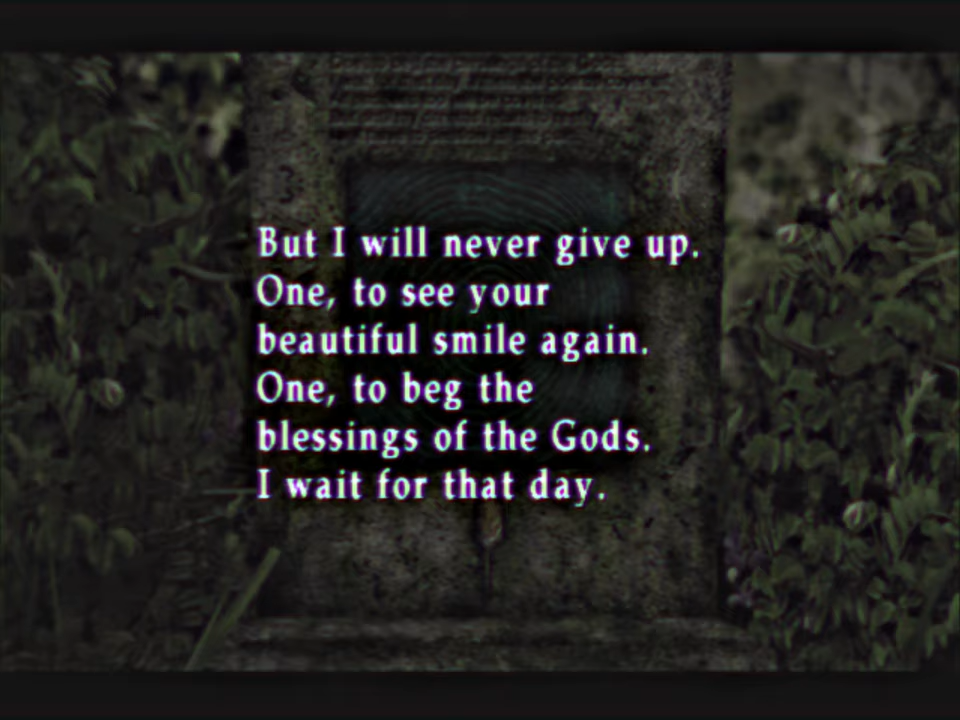 But I will never give up.
One, to see your
beautiful smile again.
One, to beg the
blessings of the Gods.
I wait for that day.